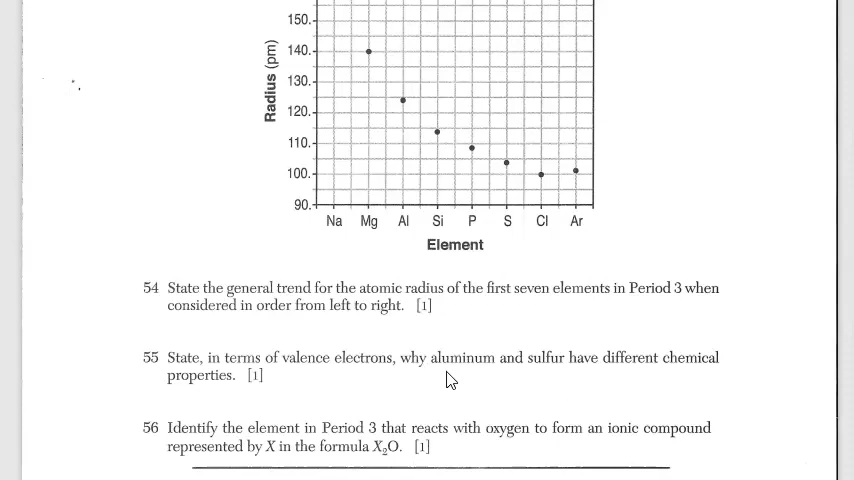 150.
140.
130.
120.
110.
100.
90.
Radius (pm)
Na Mg Al Si P S Cl Ar
Element
54 State the general trend for the atomic radius of the first seven elements in Period 3 when
considered in order from left to right. [1]
55 State, in terms of valence electrons, why aluminum and sulfur have different chemical
properties. [1]
56 Identify the element in Period 3 that reacts with oxygen to form an ionic compound
represented by X in the formula X₂O. [1]